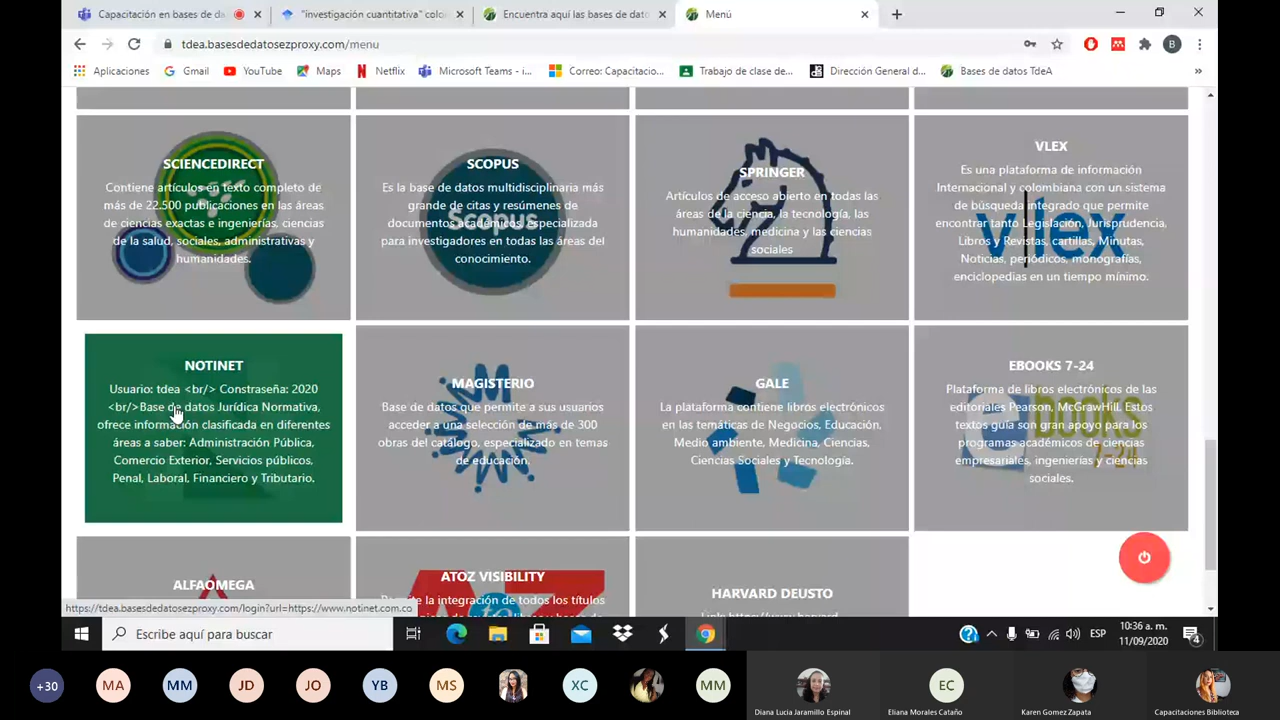 Capacitación en bases de da
"investigación cuantitativa" colo
Encuentra aquí las bases de dato
Menú
tdea.basesdedatosezproxy.com/menu
B
Aplicaciones
Gmail
YouTube
Maps
Netflix
Microsoft Teams - i...
Correo: Capacitacio...
Trabajo de clase de...
Dirección General d...
Bases de datos TdeA
»
SCIENCEDIRECT
Contiene artículos en texto completo de
más de 22.500 publicaciones en las áreas
de ciencias exactas e ingenierías, ciencias
de la salud, sociales, administrativas y
humanidades.
SCOPUS
Es la base de datos multidisciplinaria más
grande de citas y resúmenes de
documentos académicos, especializada
para investigadores en todas las áreas del
conocimiento.
Scopus
SPRINGER
Artículos de acceso abierto en todas las
áreas de la ciencia, la tecnología, las
humanidades, medicina y las ciencias
sociales
VLEX
Es una plataforma de información
Internacional y colombiana con un sistema
de búsqueda integrado que permite
encontrar tanto Legislación, Jurisprudencia,
Libros y Revistas, cartillas, Minutas,
Noticias, periódicos, monografías,
enciclopedias en un tiempo mínimo.
vlex
NOTINET
Usuario: tdea <br/> Constraseña: 2020
<br/>Base de datos Jurídica Normativa,
ofrece información clasificada en diferentes
áreas a saber: Administración Pública,
Comercio Exterior, Servicios públicos,
Penal, Laboral, Financiero y Tributario.
MAGISTERIO
Base de datos que permite a sus usuarios
acceder a una selección de más de 300
obras del catálogo, especializado en temas
de educación.
GALE
La plataforma contiene libros electrónicos
en las temáticas de Negocios, Educación,
Medio ambiente, Medicina, Ciencias,
Ciencias Sociales y Tecnología.
EBOOKS 7-24
Plataforma de libros electrónicos de las
editoriales Pearson, McGrawHill. Estos
textos guía son gran apoyo para los
programas académicos de ciencias
empresariales, ingenierías y ciencias
sociales.
books
7-24
ALFAOMEGA
ATOZ VISIBILITY
la integración de todos los títulos
HARVARD DEUSTO
https://tdea.basesdedatosezproxy.com/login?url=https://www.notinet.com.co
Escribe aquí para buscar
ESP
10:36 a. m.
11/09/2020
4
+30
MA
MM
JD
JO
YB
MS
XC
MM
EC
Diana Lucia Jaramillo Espinal
Eliana Morales Cataño
Karen Gomez Zapata
Capacitaciones Biblioteca